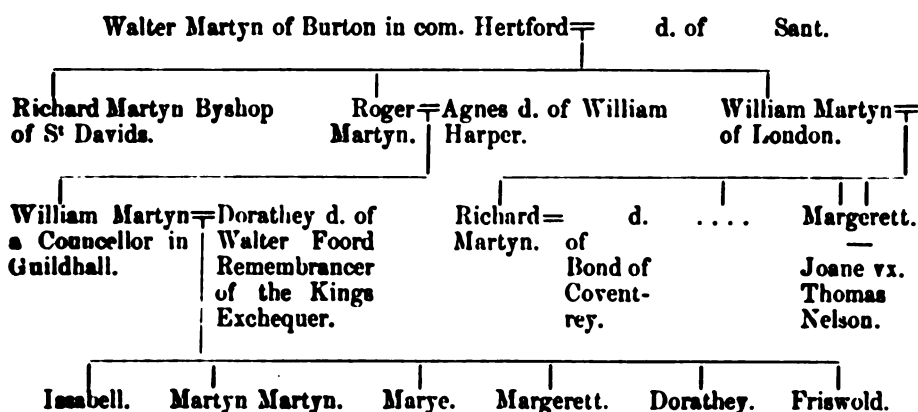 Walter Martyn of Burton in com. Hertford= d. of Sant.
Richard Martyn Byshop
of St Davids.
Roger=Agnes d. of William
Martyn. Harper.
William Martyn=
of London.
William Martyn=Dorathey d. of
a Councellor in Walter Foord
Guildhall. Remembrancer
of the Kings
Exchequer.
Richard= d.
Martyn. of
Bond of
Covent-
rey.
....
Margerett.
—
Joane vx.
Thomas
Nelson.
Issabell. Martyn Martyn. Marye. Margerett. Dorathey. Friswold.